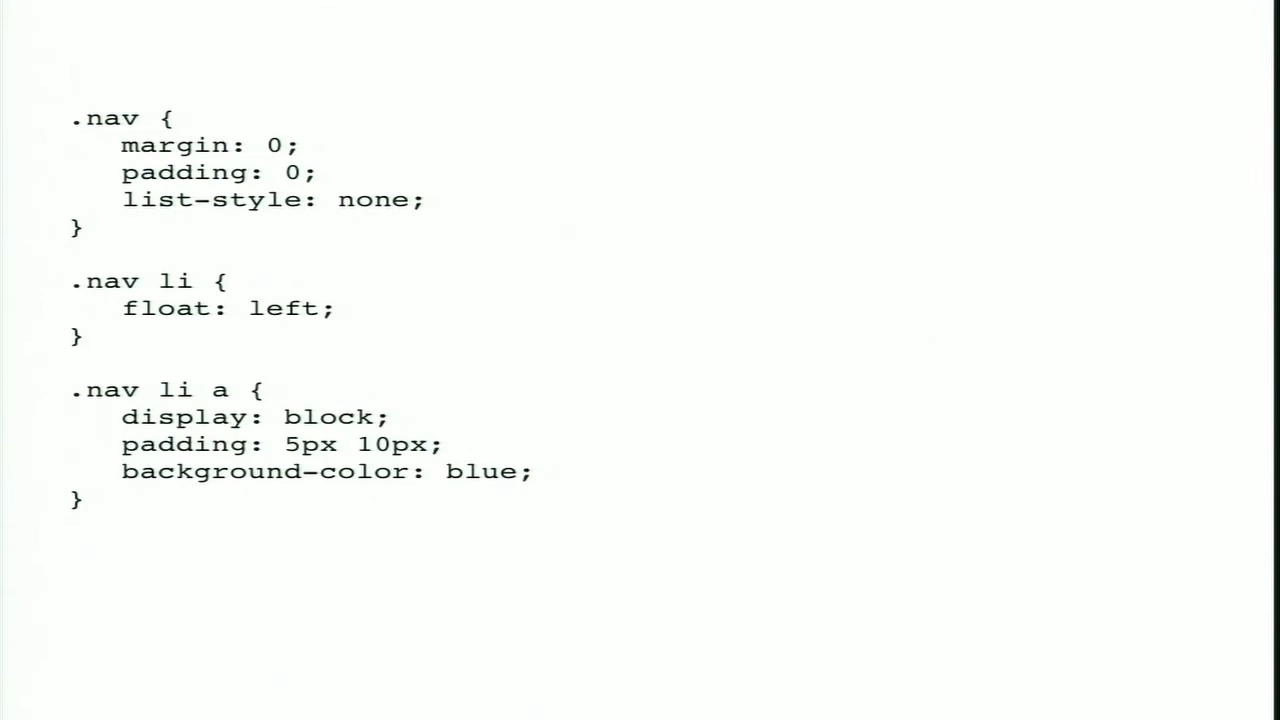 .nav {
   margin: 0;
   padding: 0;
   list-style: none;
}

.nav li {
   float: left;
}

.nav li a {
   display: block;
   padding: 5px 10px;
   background-color: blue;
}